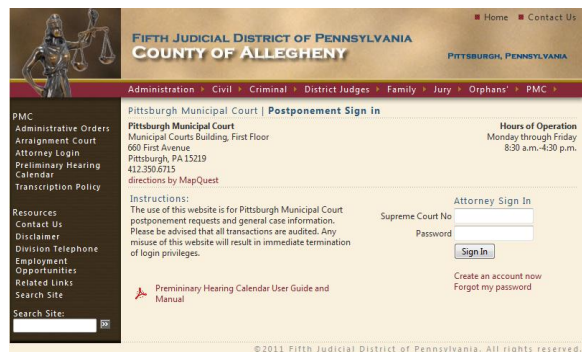 Home Contact Us
FIFTH JUDICIAL DISTRICT OF PENNSYLVANIA
COUNTY OF ALLEGHENY
PITTSBURGH, PENNSYLVANIA
Administration Civil Criminal District Judges Family Jury Orphans' PMC
PMC
Administrative Orders
Arraignment Court
Attorney Login
Preliminary Hearing
Calendar
Transcription Policy
Resources
Contact Us
Disclaimer
Division Telephone
Employment
Opportunities
Related Links
Search Site
Search Site:
Pittsburgh Municipal Court | Postponement Sign in
Pittsburgh Municipal Court
Municipal Courts Building, First Floor
660 First Avenue
Pittsburgh, PA 15219
412.350.6715
directions by MapQuest
Hours of Operation
Monday through Friday
8:30 a.m.-4:30 p.m.
Instructions:
The use of this website is for Pittsburgh Municipal Court
postponement requests and general case information.
Please be advised that all transactions are audited. Any
misuse of this website will result in immediate termination
of login privileges.
Premininary Hearing Calendar User Guide and
Manual
Attorney Sign In
Supreme Court No
Password
Sign In
Create an account now
Forgot my password
©2011 Fifth Judicial District of Pennsylvania. All rights reserved.